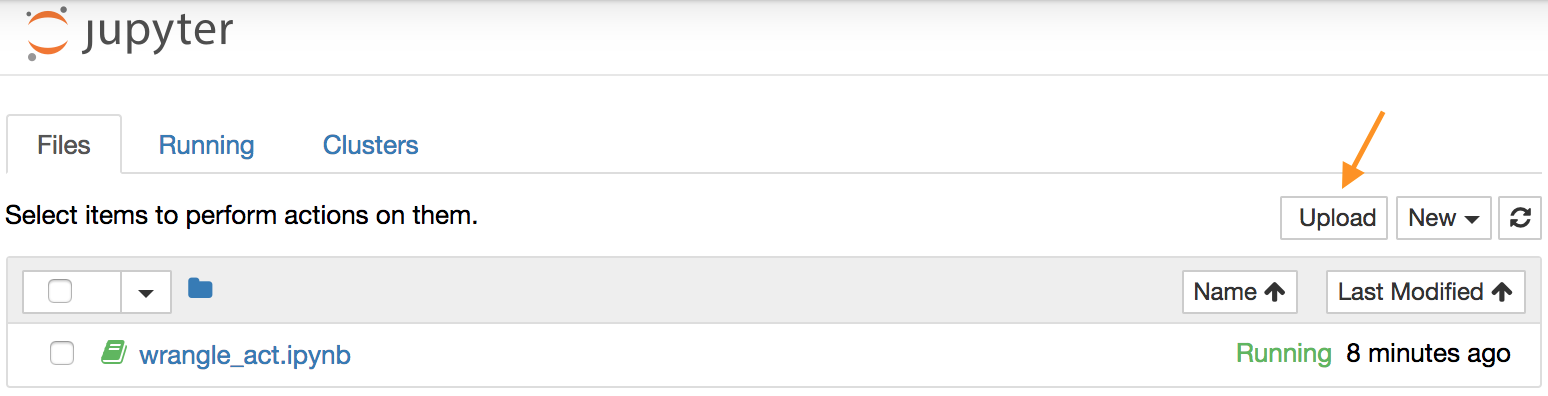 jupyter
Files Running Clusters
Select items to perform actions on them. Upload New
Name Last Modified
wrangle_act.ipynb Running 8 minutes ago